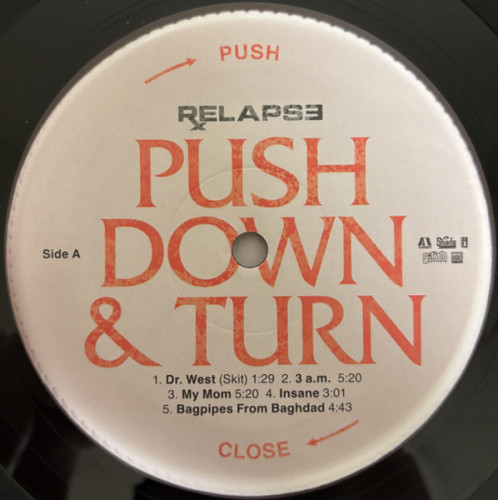 PUSH
RELAPSE
PUSH
DOWN
Side A
& TURN
1. Dr. West (Skit) 1:29 2. 3 a.m. 5:20
3. My Mom 5:20 4. Insane 3:01
5. Bagpipes From Baghdad 4:43
CLOSE